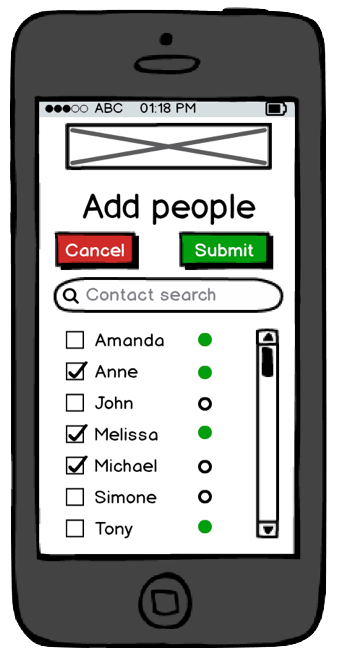 ABC 01:18 PM
Add people
Cancel Submit
Contact search
Amanda
Anne
John
Melissa
Michael
Simone
Tony